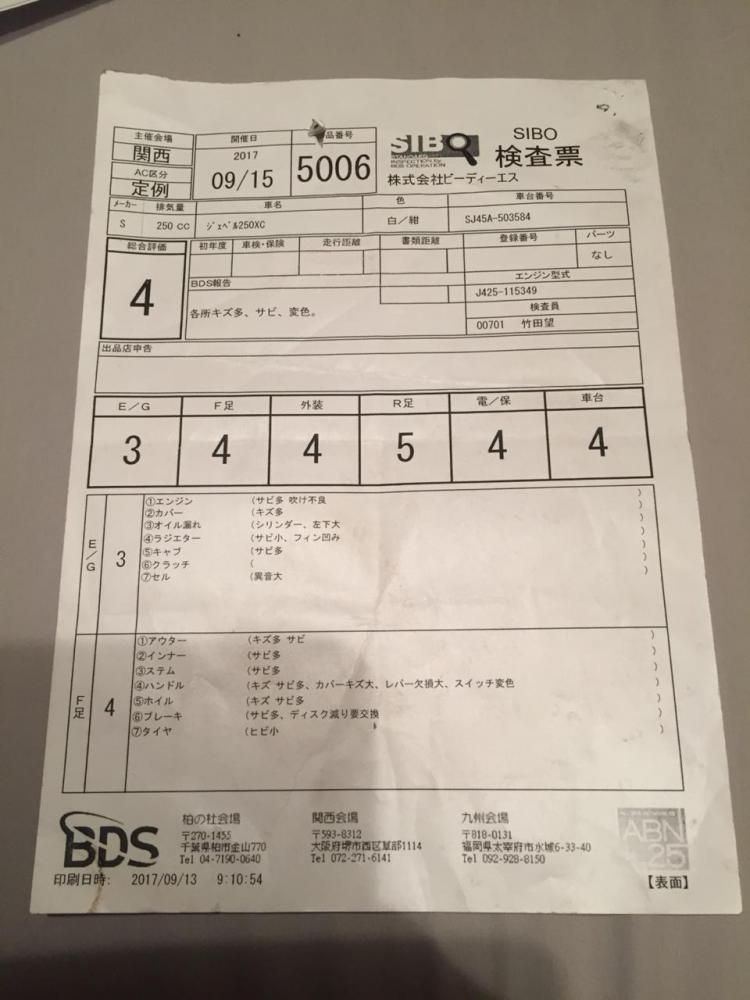 主催会場
関西
AC区分
定例
開催日
2017
09/15
品番号
5006
SIBO
STANDARD
INSPECTION by
BDS OPERATION
SIBO
検査票
株式会社ビーディーエス
メーカー 排気量 車名 色 車台番号
S 250 CC ジェベル250XC 白/紺 SJ45A-503584
総合評価
4
初年度 車検・保険 走行距離 書類距離 登録番号 パーツ
なし
エンジン型式
J425-115349
検査員
00701 竹田望
BDS報告
各所キズ多、サビ、変色。
出品店申告
E/G F足 外装 R足 電/保 車台
3 4 4 5 4 4
E/G 3
①エンジン (サビ多 吹け不良 )
②カバー (キズ多 )
③オイル漏れ (シリンダー、左下大 )
④ラジエター (サビ小、フィン凹み )
⑤キャブ (サビ多 )
⑥クラッチ ( )
⑦セル (異音大 )
F足 4
①アウター (キズ多 サビ )
②インナー (サビ多 )
③ステム (サビ多 )
④ハンドル (キズ サビ多、カバーキズ大、レバー欠損大、スイッチ変色 )
⑤ホイル (キズ サビ多 )
⑥ブレーキ (サビ多、ディスク減り要交換 )
⑦タイヤ (ヒビ小 )
BDS
柏の杜会場
〒270-1455
千葉県柏市金山770
Tel 04-7190-0640
関西会場
〒593-8312
大阪府堺市西区草部1114
Tel 072-271-6141
九州会場
〒818-0131
福岡県太宰府市水城6-33-40
Tel 092-928-8150
ABN
25
印刷日時: 2017/09/13 9:10:54
【表面】